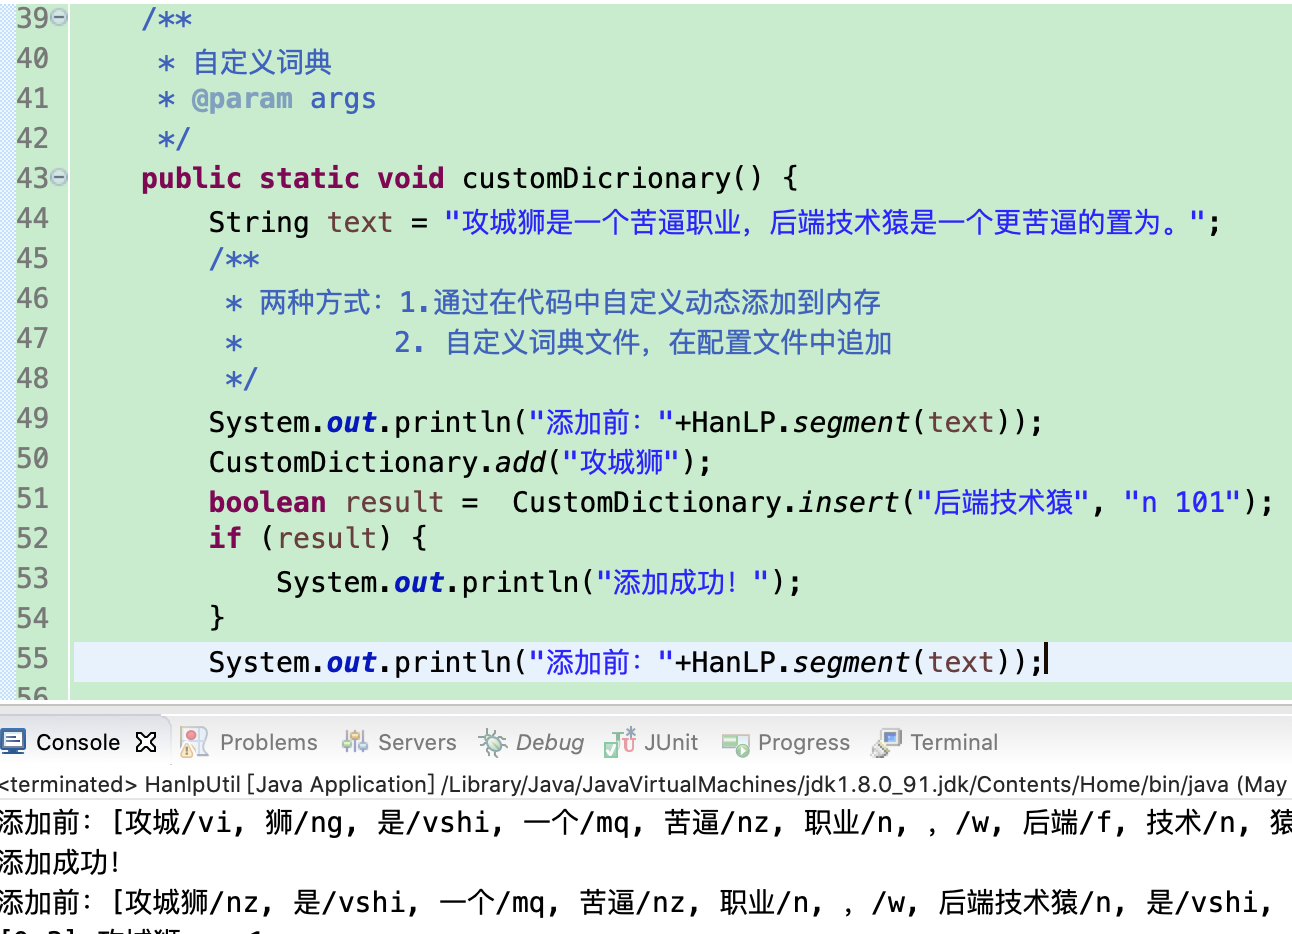 39 /**
40 * 自定义词典
41 * @param args
42 */
43 public static void customDicrionary() {
44 String text = "攻城狮是一个苦逼职业，后端技术猿是一个更苦逼的置为。";
45 /**
46 * 两种方式：1.通过在代码中自定义动态添加到内存
47 * 2. 自定义词典文件，在配置文件中追加
48 */
49 System.out.println("添加前："+HanLP.segment(text));
50 CustomDictionary.add("攻城狮");
51 boolean result = CustomDictionary.insert("后端技术猿", "n 101");
52 if (result) {
53 System.out.println("添加成功！");
54 }
55 System.out.println("添加前："+HanLP.segment(text));
56
Console Problems Servers Debug JUnit Progress Terminal
<terminated> HanlpUtil [Java Application] /Library/Java/JavaVirtualMachines/jdk1.8.0_91.jdk/Contents/Home/bin/java (May
添加前：[攻城/vi, 狮/ng, 是/vshi, 一个/mq, 苦逼/nz, 职业/n, ，/w, 后端/f, 技术/n, 猿
添加成功！
添加前：[攻城狮/nz, 是/vshi, 一个/mq, 苦逼/nz, 职业/n, ，/w, 后端技术猿/n, 是/vshi,